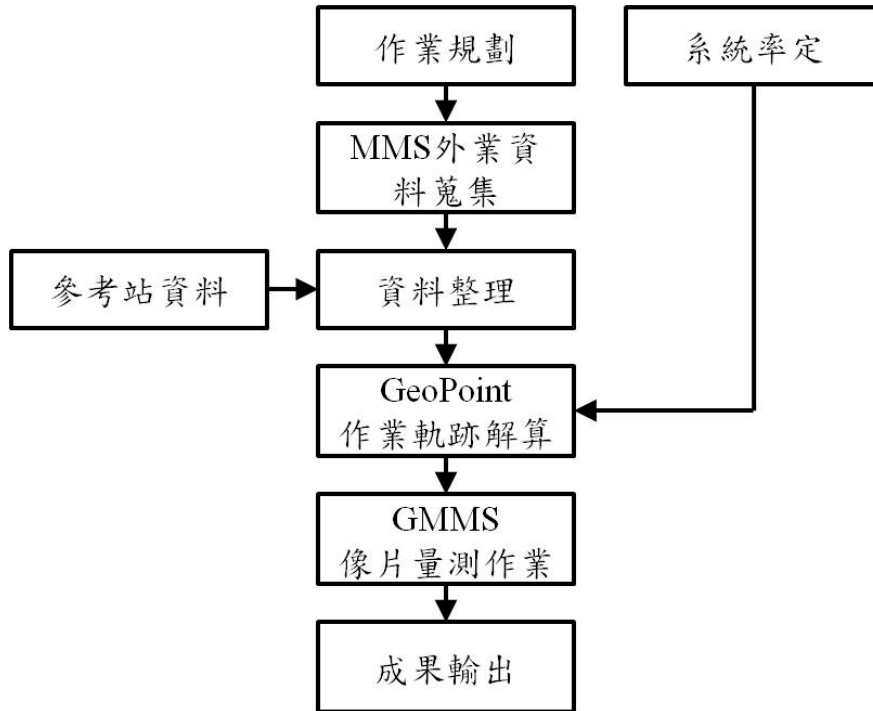 作業規劃
系統率定
MMS外業資
料蒐集
參考站資料
資料整理
GeoPoint
作業軌跡解算
GMMS
像片量測作業
成果輸出